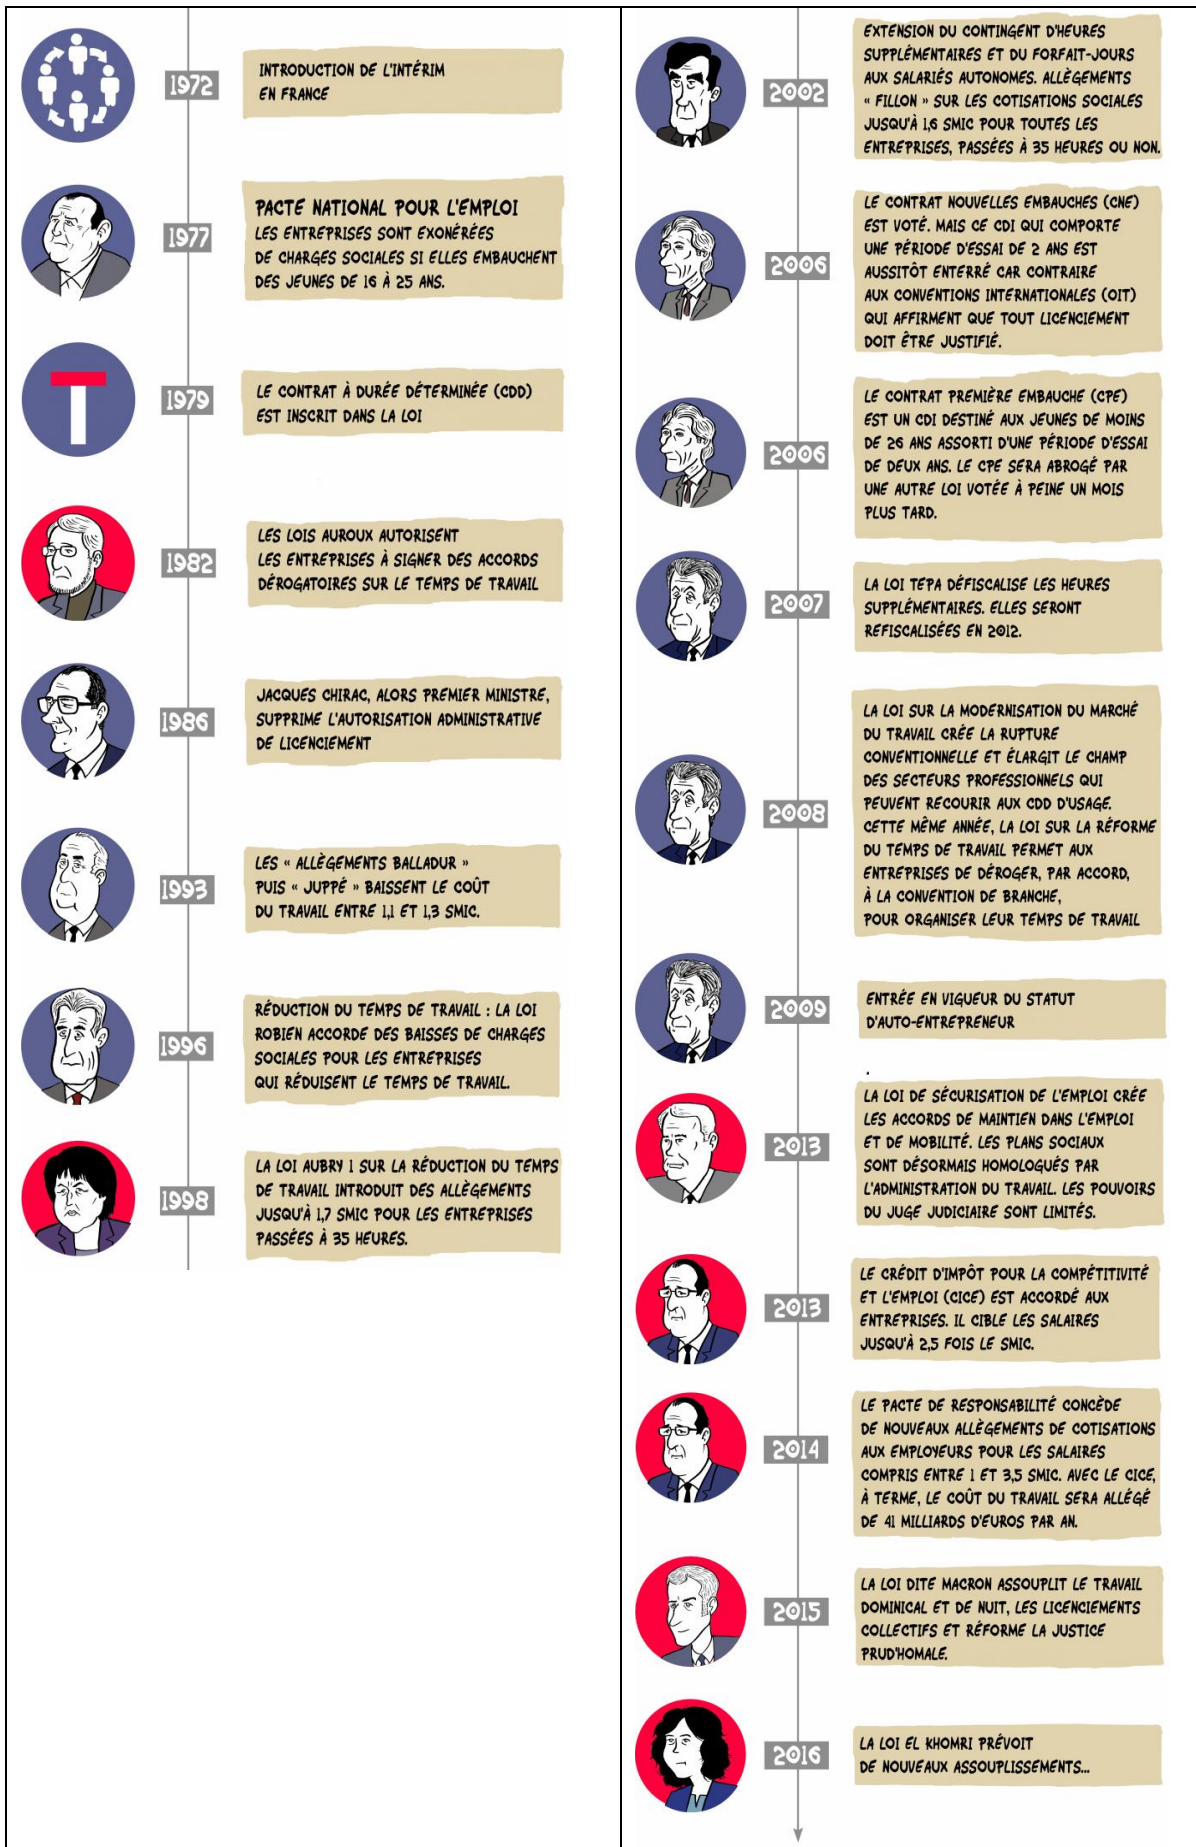 1972
INTRODUCTION DE L'INTÉRIM
EN FRANCE
1977
PACTE NATIONAL POUR L'EMPLOI
LES ENTREPRISES SONT EXONÉRÉES
DE CHARGES SOCIALES SI ELLES EMBAUCHENT
DES JEUNES DE 16 À 25 ANS.
1979
LE CONTRAT À DURÉE DÉTERMINÉE (CDD)
EST INSCRIT DANS LA LOI
1982
LES LOIS AUROUX AUTORISENT
LES ENTREPRISES À SIGNER DES ACCORDS
DÉROGATOIRES SUR LE TEMPS DE TRAVAIL
1986
JACQUES CHIRAC, ALORS PREMIER MINISTRE,
SUPPRIME L'AUTORISATION ADMINISTRATIVE
DE LICENCIEMENT
1993
LES « ALLÈGEMENTS BALLADUR »
PUIS « JUPPÉ » BAISSENT LE COÛT
DU TRAVAIL ENTRE 1,1 ET 1,3 SMIC.
1996
RÉDUCTION DU TEMPS DE TRAVAIL : LA LOI
ROBIEN ACCORDE DES BAISSES DE CHARGES
SOCIALES POUR LES ENTREPRISES
QUI RÉDUISENT LE TEMPS DE TRAVAIL.
1998
LA LOI AUBRY 1 SUR LA RÉDUCTION DU TEMPS
DE TRAVAIL INTRODUIT DES ALLÈGEMENTS
JUSQU'À 1,7 SMIC POUR LES ENTREPRISES
PASSÉES À 35 HEURES.
2002
EXTENSION DU CONTINGENT D'HEURES
SUPPLÉMENTAIRES ET DU FORFAIT-JOURS
AUX SALARIÉS AUTONOMES. ALLÈGEMENTS
« FILLON » SUR LES COTISATIONS SOCIALES
JUSQU'À 1,6 SMIC POUR TOUTES LES
ENTREPRISES, PASSÉES À 35 HEURES OU NON.
2006
LE CONTRAT NOUVELLES EMBAUCHES (CNE)
EST VOTÉ. MAIS CE CDI QUI COMPORTE
UNE PÉRIODE D'ESSAI DE 2 ANS EST
AUSSITÔT ENTERRÉ CAR CONTRAIRE
AUX CONVENTIONS INTERNATIONALES (OIT)
QUI AFFIRMENT QUE TOUT LICENCIEMENT
DOIT ÊTRE JUSTIFIÉ.
2006
LE CONTRAT PREMIÈRE EMBAUCHE (CPE)
EST UN CDI DESTINÉ AUX JEUNES DE MOINS
DE 26 ANS ASSORTI D'UNE PÉRIODE D'ESSAI
DE DEUX ANS. LE CPE SERA ABROGÉ PAR
UNE AUTRE LOI VOTÉE À PEINE UN MOIS
PLUS TARD.
2007
LA LOI TEPA DÉFISCALISE LES HEURES
SUPPLÉMENTAIRES. ELLES SERONT
REFISCALISÉES EN 2012.
2008
LA LOI SUR LA MODERNISATION DU MARCHÉ
DU TRAVAIL CRÉE LA RUPTURE
CONVENTIONNELLE ET ÉLARGIT LE CHAMP
DES SECTEURS PROFESSIONNELS QUI
PEUVENT RECOURIR AUX CDD D'USAGE.
CETTE MÊME ANNÉE, LA LOI SUR LA RÉFORME
DU TEMPS DE TRAVAIL PERMET AUX
ENTREPRISES DE DÉROGER, PAR ACCORD,
À LA CONVENTION DE BRANCHE,
POUR ORGANISER LEUR TEMPS DE TRAVAIL
2009
ENTRÉE EN VIGUEUR DU STATUT
D'AUTO-ENTREPRENEUR
2013
LA LOI DE SÉCURISATION DE L'EMPLOI CRÉE
LES ACCORDS DE MAINTIEN DANS L'EMPLOI
ET DE MOBILITÉ. LES PLANS SOCIAUX
SONT DÉSORMAIS HOMOLOGUÉS PAR
L'ADMINISTRATION DU TRAVAIL. LES POUVOIRS
DU JUGE JUDICIAIRE SONT LIMITÉS.
2013
LE CRÉDIT D'IMPÔT POUR LA COMPÉTITIVITÉ
ET L'EMPLOI (CICE) EST ACCORDÉ AUX
ENTREPRISES. IL CIBLE LES SALAIRES
JUSQU'À 2,5 FOIS LE SMIC.
2014
LE PACTE DE RESPONSABILITÉ CONCÈDE
DE NOUVEAUX ALLÈGEMENTS DE COTISATIONS
AUX EMPLOYEURS POUR LES SALAIRES
COMPRIS ENTRE 1 ET 3,5 SMIC. AVEC LE CICE,
À TERME, LE COÛT DU TRAVAIL SERA ALLÉGÉ
DE 41 MILLIARDS D'EUROS PAR AN.
2015
LA LOI DITE MACRON ASSOUPLIT LE TRAVAIL
DOMINICAL ET DE NUIT, LES LICENCIEMENTS
COLLECTIFS ET RÉFORME LA JUSTICE
PRUD'HOMALE.
2016
LA LOI EL KHOMRI PRÉVOIT
DE NOUVEAUX ASSOUPLISSEMENTS...